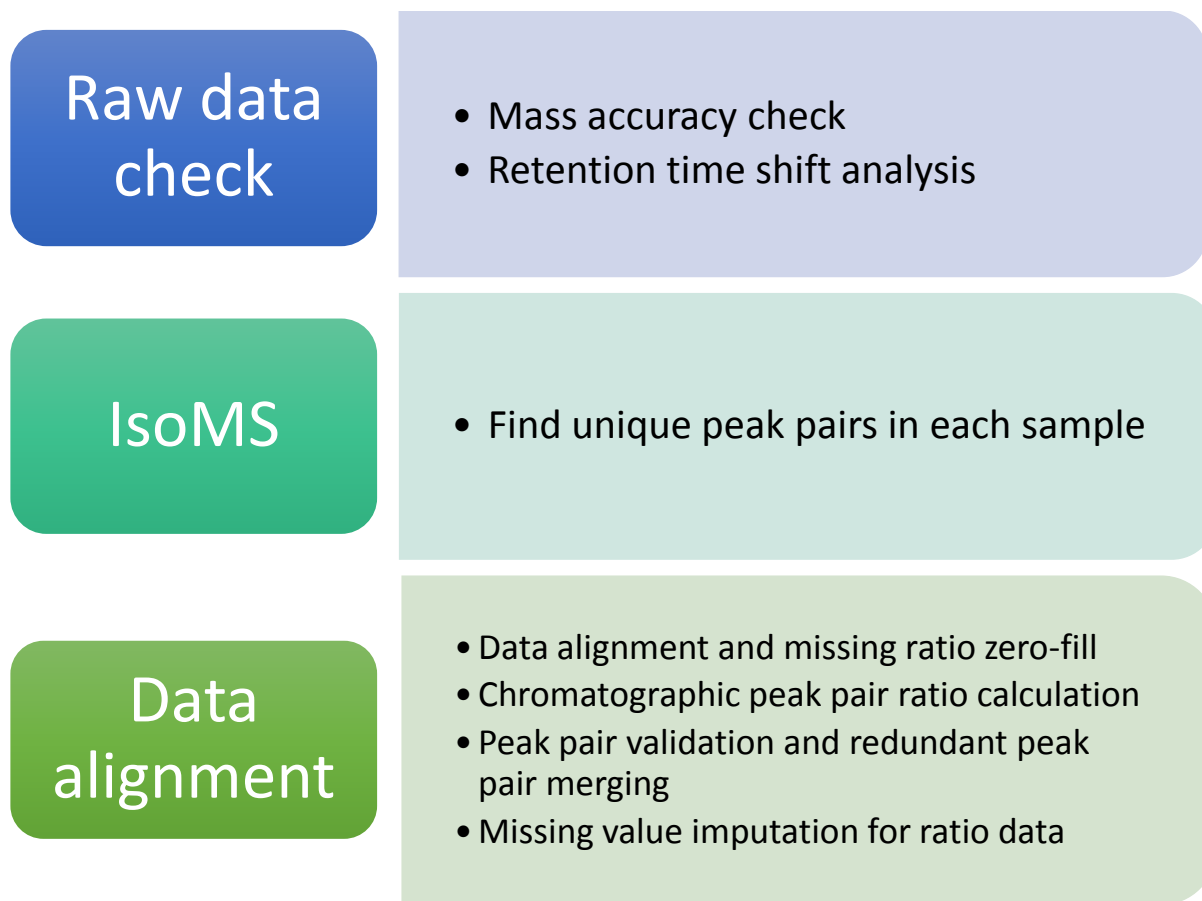 Raw data
check
• Mass accuracy check
• Retention time shift analysis
IsoMS
• Find unique peak pairs in each sample
Data
alignment
• Data alignment and missing ratio zero-fill
• Chromatographic peak pair ratio calculation
• Peak pair validation and redundant peak
pair merging
• Missing value imputation for ratio data